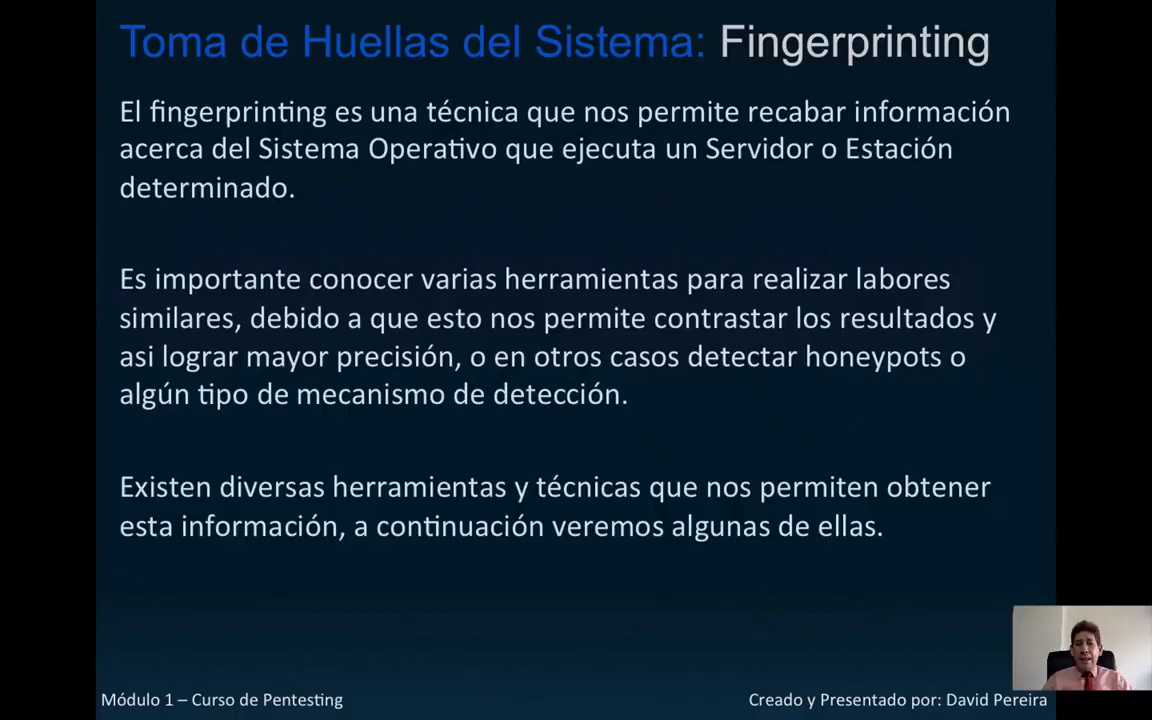 Toma de Huellas del Sistema: Fingerprinting
El fingerprinting es una técnica que nos permite recabar información
acerca del Sistema Operativo que ejecuta un Servidor o Estación
determinado.
Es importante conocer varias herramientas para realizar labores
similares, debido a que esto nos permite contrastar los resultados y
asi lograr mayor precisión, o en otros casos detectar honeypots o
algún tipo de mecanismo de detección.
Existen diversas herramientas y técnicas que nos permiten obtener
esta información, a continuación veremos algunas de ellas.
Módulo 1 – Curso de Pentesting
Creado y Presentado por: David Pereira